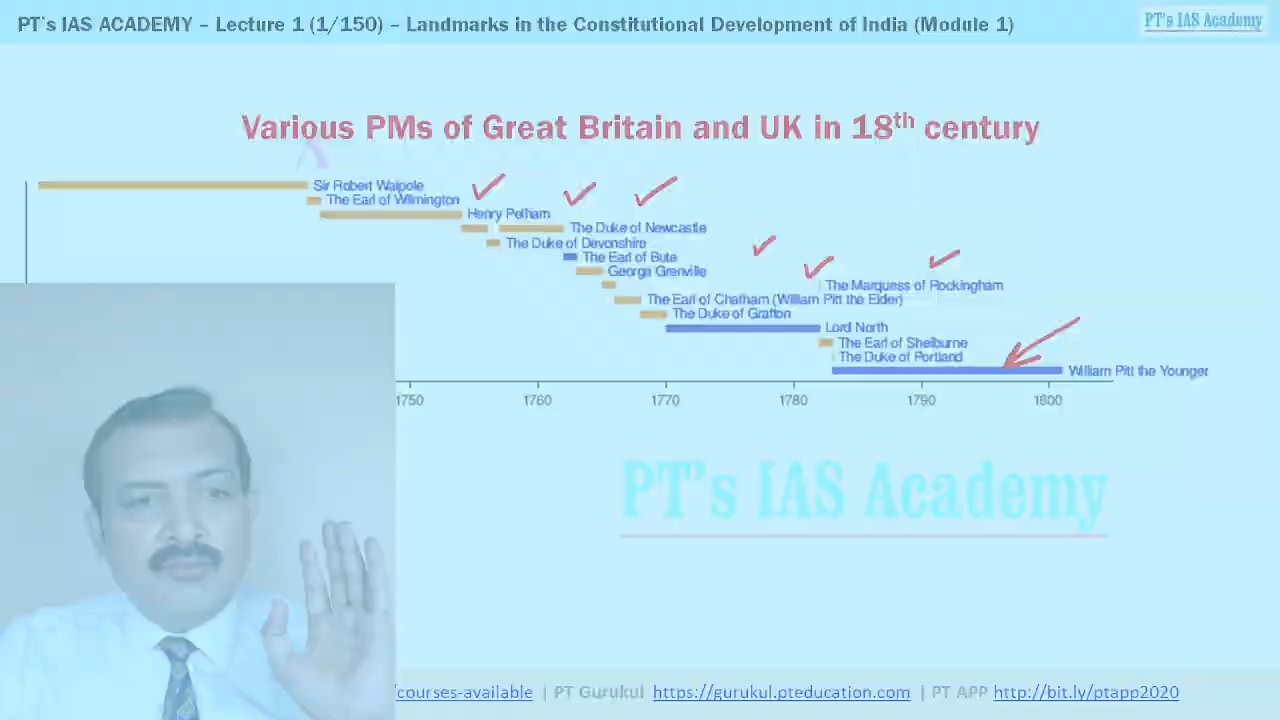 PT's IAS ACADEMY – Lecture 1 (1/150) – Landmarks in the Constitutional Development of India (Module 1)
PT's IAS Academy
Various PMs of Great Britain and UK in 18th century
Sir Robert Walpole
The Earl of Wilmington
Henry Pelham
The Duke of Newcastle
The Duke of Devonshire
The Earl of Bute
George Grenville
The Marquess of Rockingham
The Earl of Chatham (William Pitt the Elder)
The Duke of Grafton
Lord North
The Earl of Shelburne
The Duke of Portland
William Pitt the Younger
1750 1760 1770 1780 1790 1800
PT's IAS Academy
/courses-available | PT Gurukul https://gurukul.pteducation.com | PT APP http://bit.ly/ptapp2020